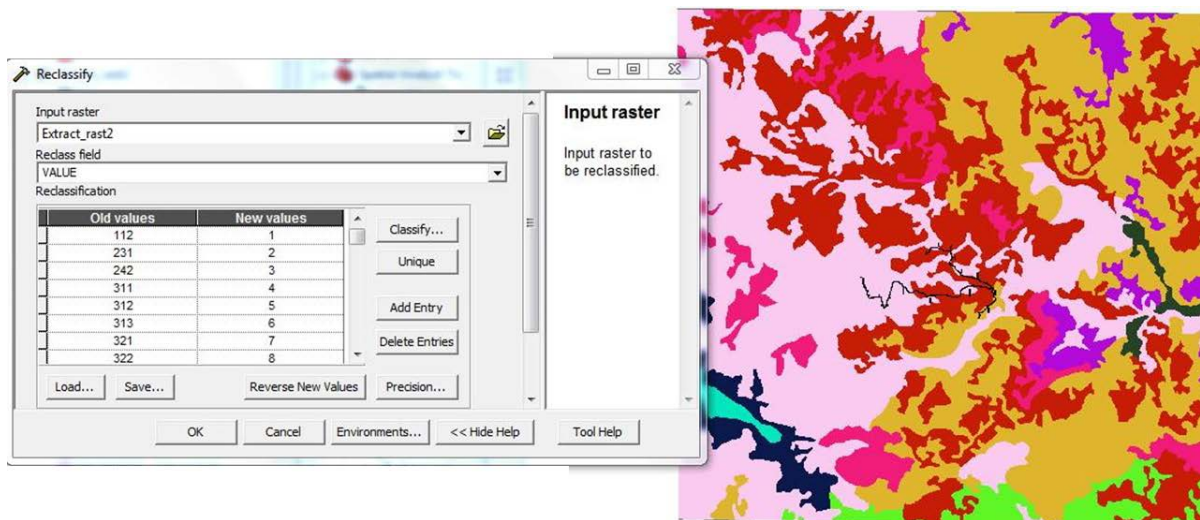 Reclassify
Input raster
Extract_rast2
Reclass field
VALUE
Reclassification
Old values New values
112 1
231 2
242 3
311 4
312 5
313 6
321 7
322 8
Classify...
Unique
Add Entry
Delete Entries
Load... Save... Reverse New Values Precision...
OK Cancel Environments... << Hide Help Tool Help
Input raster
Input raster to
be reclassified.